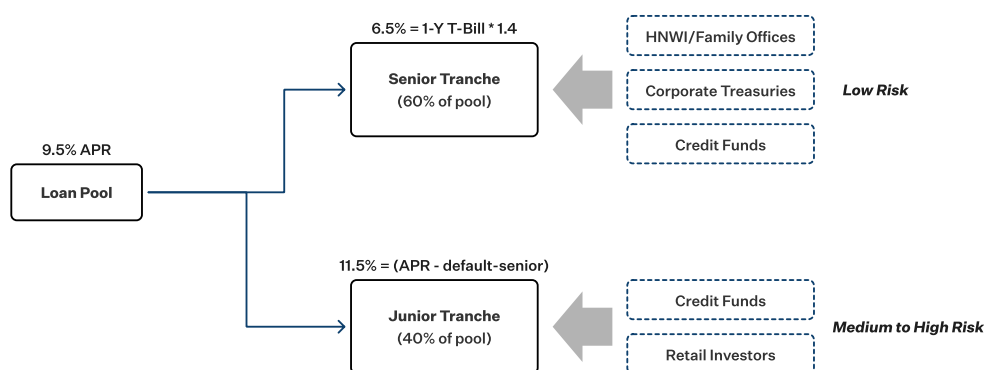 6.5% = 1-Y T-Bill * 1.4
Senior Tranche
(60% of pool)
HNWI/Family Offices
Corporate Treasuries
Credit Funds
Low Risk
9.5% APR
Loan Pool
11.5% = (APR - default-senior)
Junior Tranche
(40% of pool)
Credit Funds
Retail Investors
Medium to High Risk